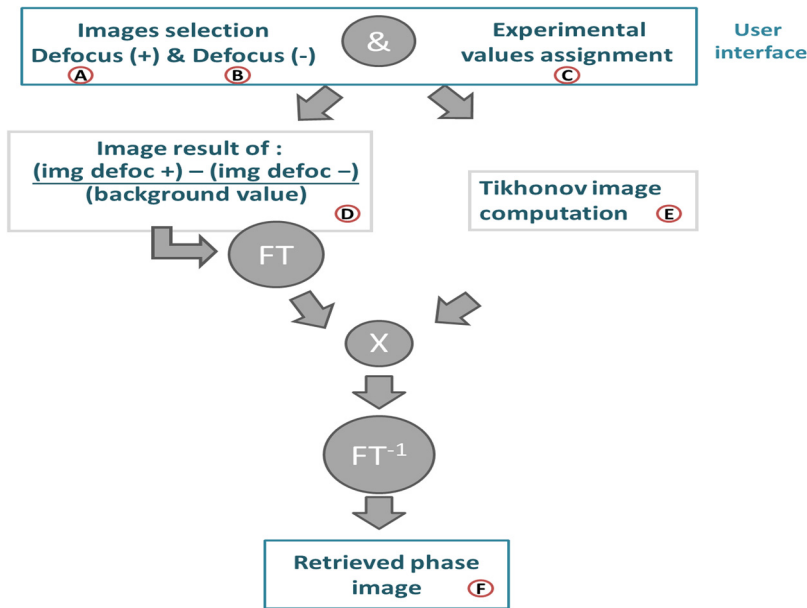 Images selection
Defocus (+) & Defocus (-)
A
B
&
Experimental
values assignment
C
User
interface
Image result of :
(img defoc +) – (img defoc –)
(background value)
D
Tikhonov image
computation
E
FT
X
FT-1
Retrieved phase
image
F